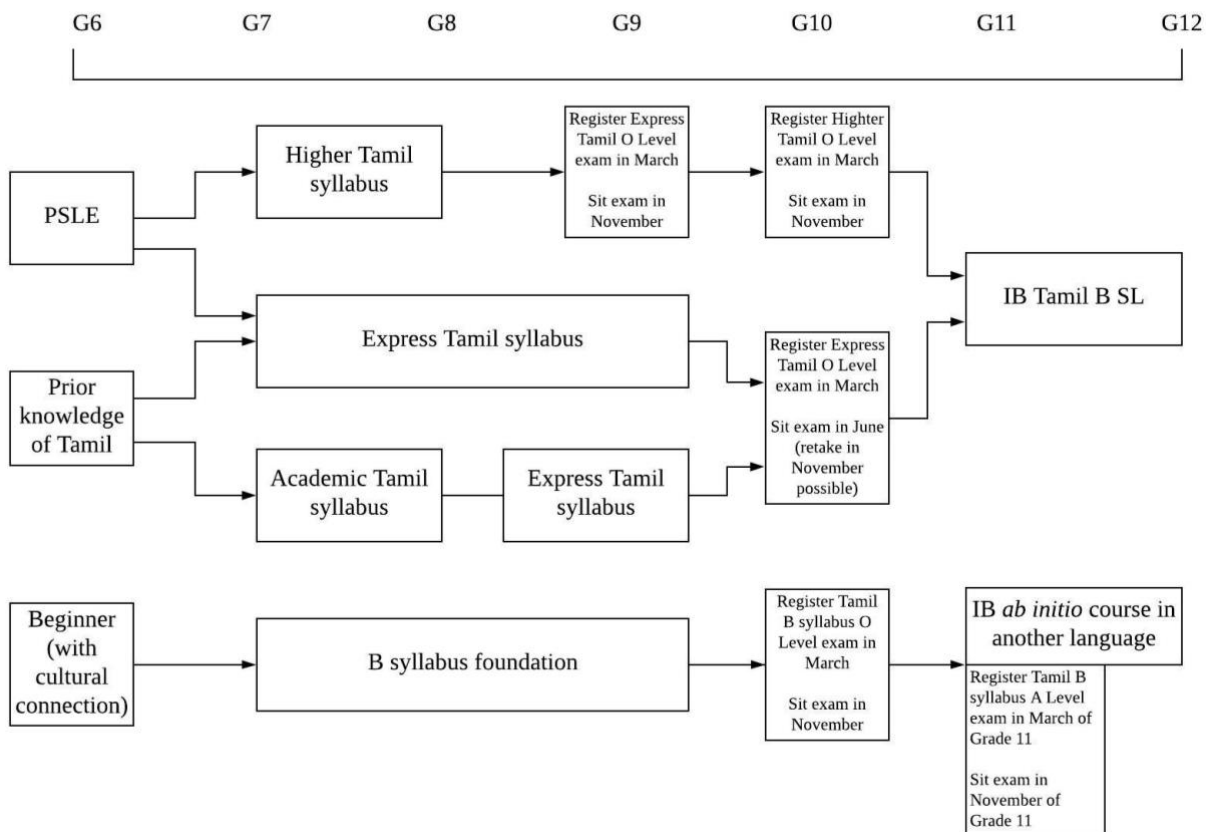 G6 G7 G8 G9 G10 G11 G12
PSLE
Higher Tamil
syllabus
Register Express
Tamil O Level
exam in March
Sit exam in
November
Register Highter
Tamil O Level
exam in March
Sit exam in
November
IB Tamil B SL
Express Tamil syllabus
Prior
knowledge
of Tamil
Register Express
Tamil O Level
exam in March
Sit exam in June
(retake in
November
possible)
Academic Tamil
syllabus
Express Tamil
syllabus
Beginner
(with
cultural
connection)
B syllabus foundation
Register Tamil
B syllabus O
Level exam in
March
Sit exam in
November
IB ab initio course in
another language
Register Tamil B
syllabus A Level
exam in March of
Grade 11
Sit exam in
November of
Grade 11